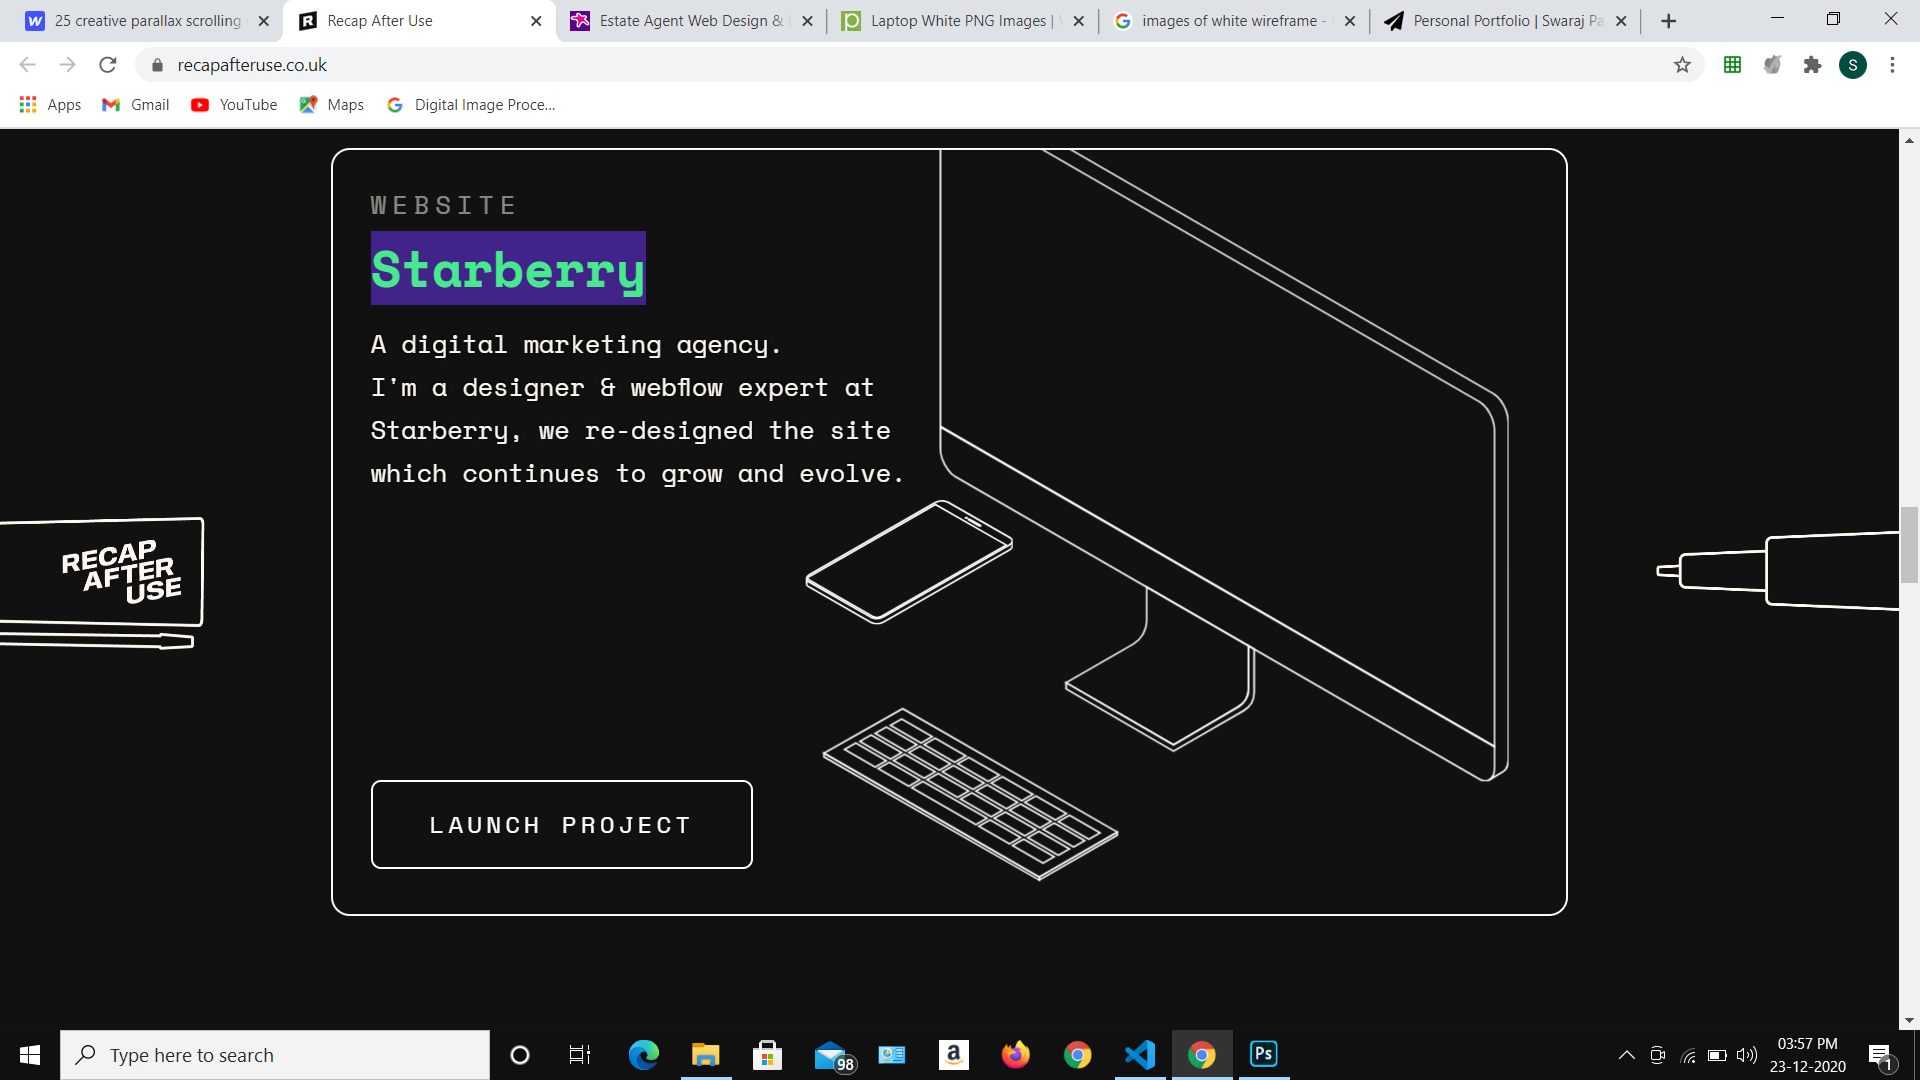 25 creative parallax scrolling
Recap After Use
Estate Agent Web Design &
Laptop White PNG Images |
images of white wireframe -
Personal Portfolio | Swaraj Pa
recapafteruse.co.uk
S
Apps
Gmail
YouTube
Maps
Digital Image Proce...
WEBSITE
Starberry
A digital marketing agency.
I'm a designer & webflow expert at
Starberry, we re-designed the site
which continues to grow and evolve.
RECAP
AFTER
USE
LAUNCH PROJECT
Type here to search
98
Ps
03:57 PM
23-12-2020
1